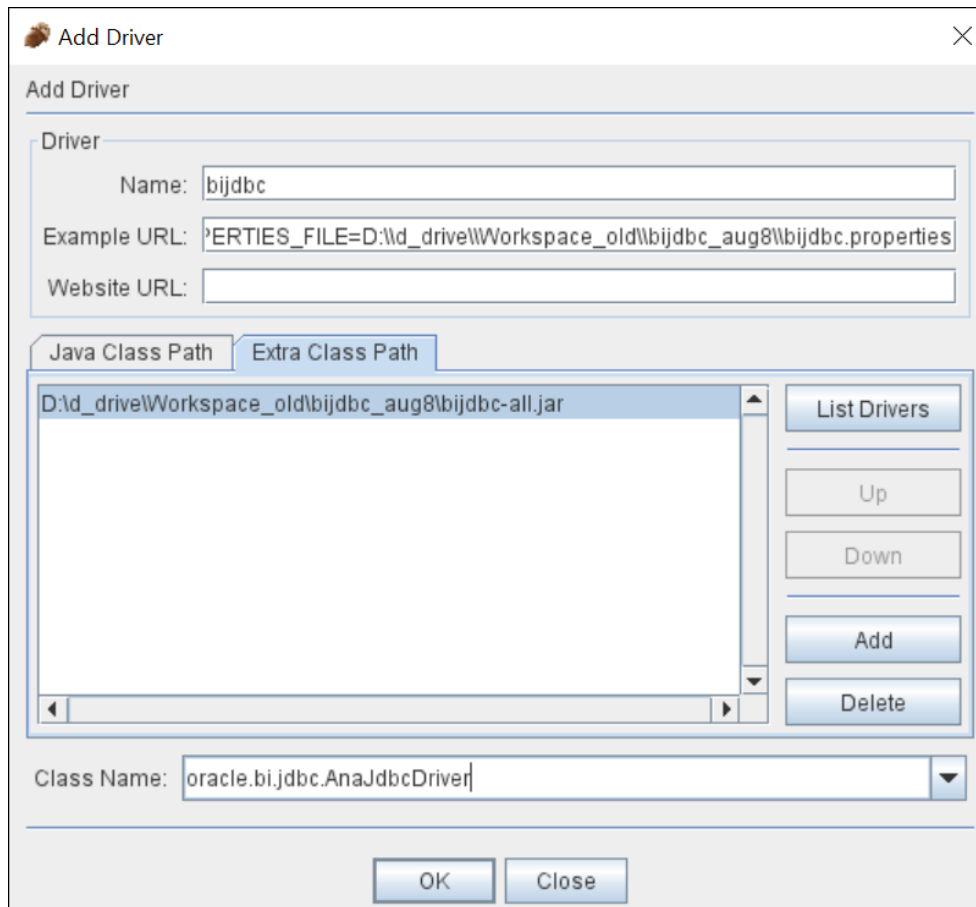 Add Driver
Add Driver
Driver
Name: bijdbc
Example URL: PERTIES_FILE=D:\\d_drive\\Workspace_old\\bijdbc_aug8\\bijdbc.properties
Website URL:
Java Class Path Extra Class Path
D:\d_drive\Workspace_old\bijdbc_aug8\bijdbc-all.jar
List Drivers
Up
Down
Add
Delete
Class Name: oracle.bi.jdbc.AnaJdbcDriver
OK Close